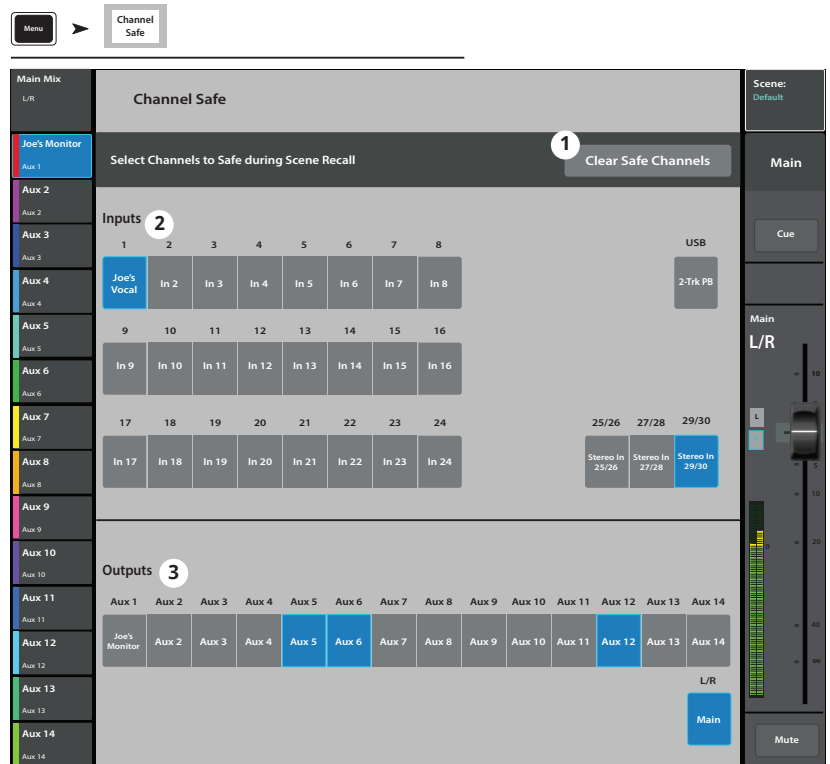 Menu
Channel
Safe
Main Mix
L/R
Channel Safe
Scene:
Default
Joe's Monitor
Aux 1
Select Channels to Safe during Scene Recall
1
Clear Safe Channels
Main
Aux 2
Aux 2
Aux 3
Aux 3
Aux 4
Aux 4
Aux 5
Aux 5
Aux 6
Aux 6
Aux 7
Aux 7
Aux 8
Aux 8
Aux 9
Aux 9
Aux 10
Aux 10
Aux 11
Aux 11
Aux 12
Aux 12
Aux 13
Aux 13
Aux 14
Aux 14
Inputs 2
1 2 3 4 5 6 7 8 USB
Joe's Vocal In 2 In 3 In 4 In 5 In 6 In 7 In 8 2-Trk PB
9 10 11 12 13 14 15 16
In 9 In 10 In 11 In 12 In 13 In 14 In 15 In 16
17 18 19 20 21 22 23 24 25/26 27/28 29/30
In 17 In 18 In 19 In 20 In 21 In 22 In 23 In 24 Stereo In 25/26 Stereo In 27/28 Stereo In 29/30
Outputs 3
Aux 1 Aux 2 Aux 3 Aux 4 Aux 5 Aux 6 Aux 7 Aux 8 Aux 9 Aux 10 Aux 11 Aux 12 Aux 13 Aux 14
Joe's Monitor Aux 2 Aux 3 Aux 4 Aux 5 Aux 6 Aux 7 Aux 8 Aux 9 Aux 10 Aux 11 Aux 12 Aux 13 Aux 14
L/R
Main
Cue
Main
L/R
10
L
5
10
20
0
40
∞
Mute